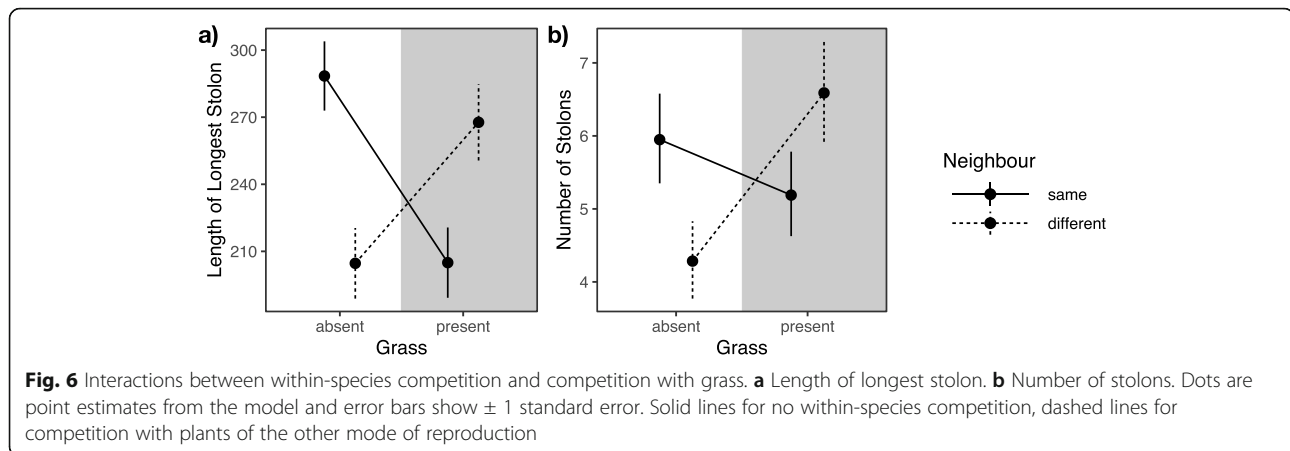 a)
300
270
240
210
Length of Longest Stolon
absent present
Grass
b)
7
6
5
4
Number of Stolons
absent present
Grass
Neighbour
same
different
Fig. 6 Interactions between within-species competition and competition with grass. a Length of longest stolon. b Number of stolons. Dots are
point estimates from the model and error bars show ± 1 standard error. Solid lines for no within-species competition, dashed lines for
competition with plants of the other mode of reproduction